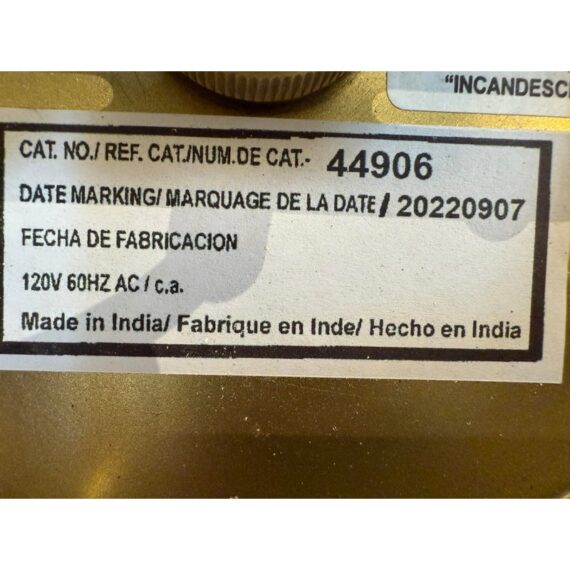 "INCANDESC
CAT. NO./ REF. CAT./NUM.DE CAT.- 44906
DATE MARKING/ MARQUAGE DE LA DATE/ 20220907
FECHA DE FABRICACION
120V 60HZ AC / c.a.
Made in India/ Fabrique en Inde/ Hecho en India